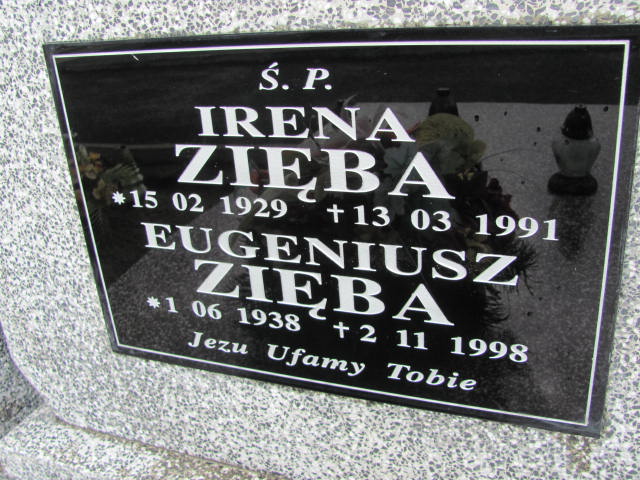 Ś. P.
IRENA
ZIĘBA
*15 02 1929 †13 03 1991
EUGENIUSZ
ZIĘBA
*1 06 1938 †2 11 1998
Jezu Ufamy Tobie